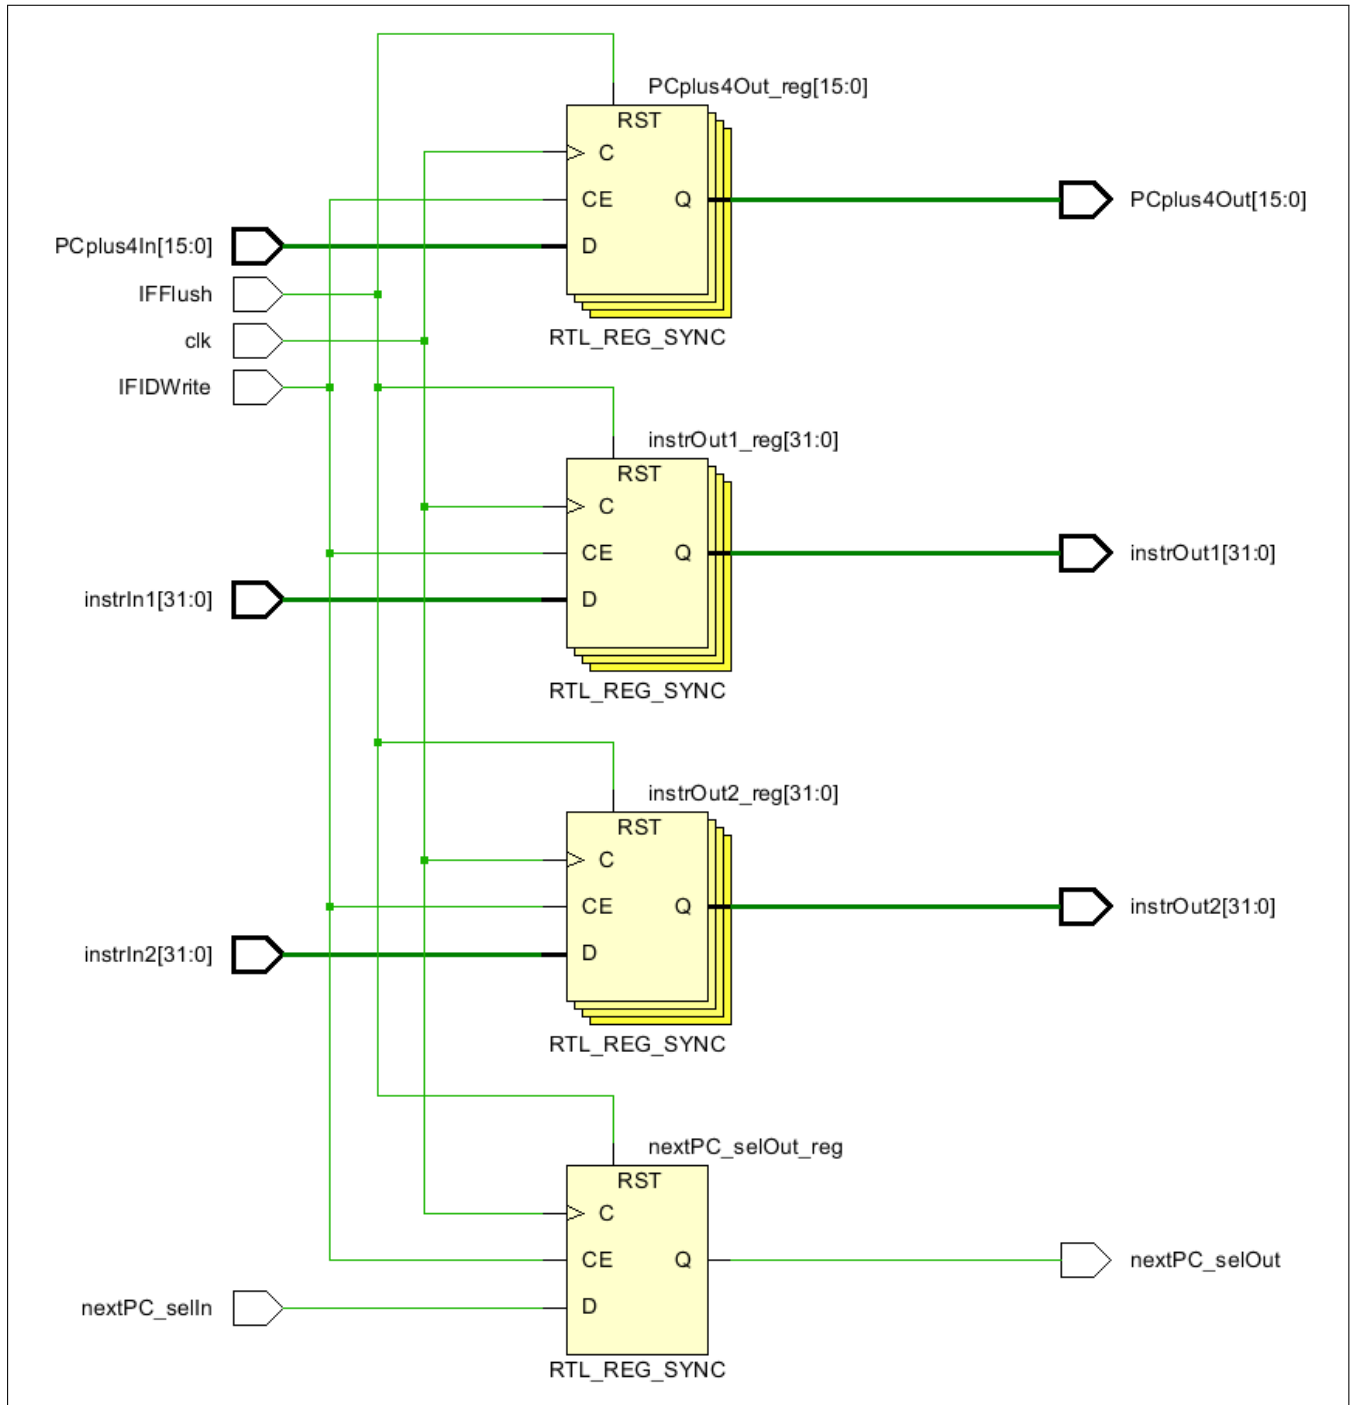 PCplus4Out_reg[15:0]
RST
C
CE
Q
PCplus4Out[15:0]
PCplus4In[15:0]
D
IFFlush
RTL_REG_SYNC
clk
IFIDWrite
instrOut1_reg[31:0]
RST
C
CE
Q
instrOut1[31:0]
instrIn1[31:0]
D
RTL_REG_SYNC
instrOut2_reg[31:0]
RST
C
CE
Q
instrOut2[31:0]
instrIn2[31:0]
D
RTL_REG_SYNC
nextPC_selOut_reg
RST
C
CE
Q
nextPC_selOut
nextPC_selIn
D
RTL_REG_SYNC